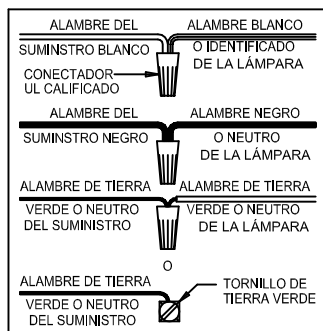 ALAMBRE DEL ALAMBRE BLANCO
SUMINSTRO BLANCO O IDENTIFICADO
CONECTADOR DE LA LÁMPARA
UL CALIFICADO
ALAMBRE DEL ALAMBRE NEGRO
SUMINSTRO NEGRO O NEUTRO
DE LA LÁMPARA
ALAMBRE DE TIERRA ALAMBRE DE TIERRA
VERDE O NEUTRO VERDE O NEUTRO
DEL SUMINISTRO DE LA LÁMPARA
O
ALAMBRE DE TIERRA TORNILLO DE
VERDE O NEUTRO TIERRA VERDE
DEL SUMINISTRO